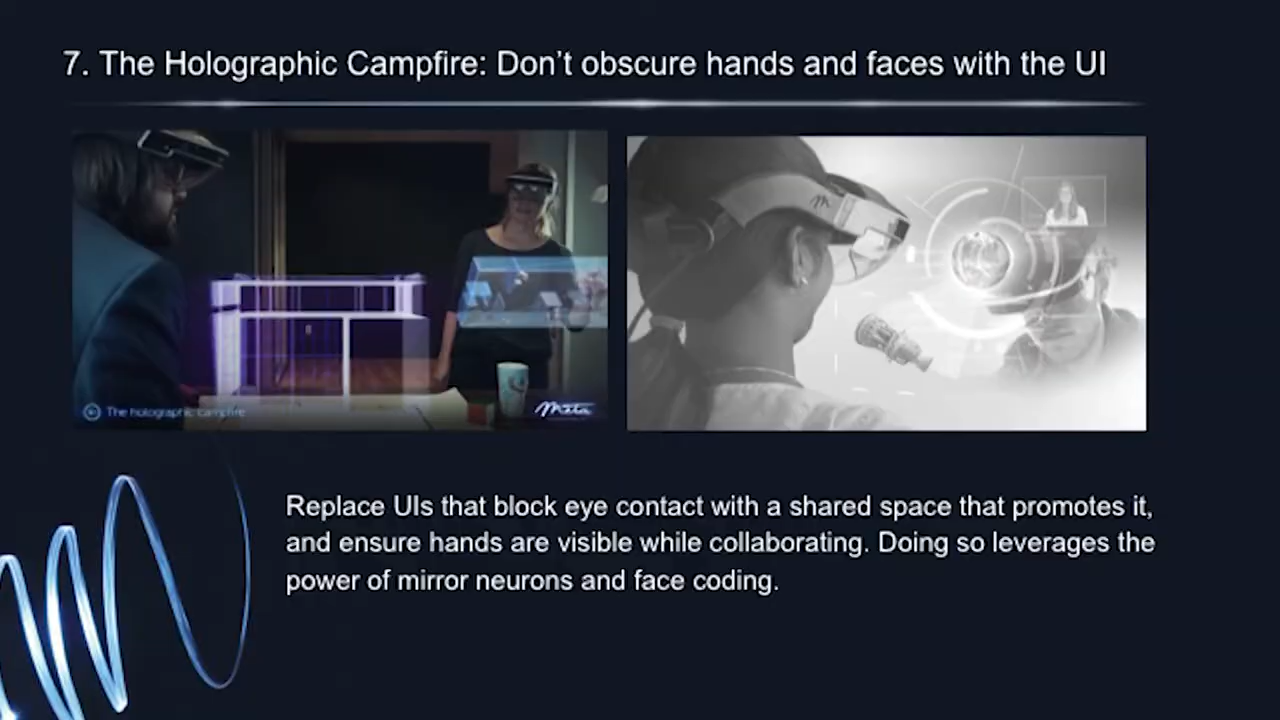 7. The Holographic Campfire: Don’t obscure hands and faces with the UI
The holographic campfire
Meta
Replace UIs that block eye contact with a shared space that promotes it,
and ensure hands are visible while collaborating. Doing so leverages the
power of mirror neurons and face coding.